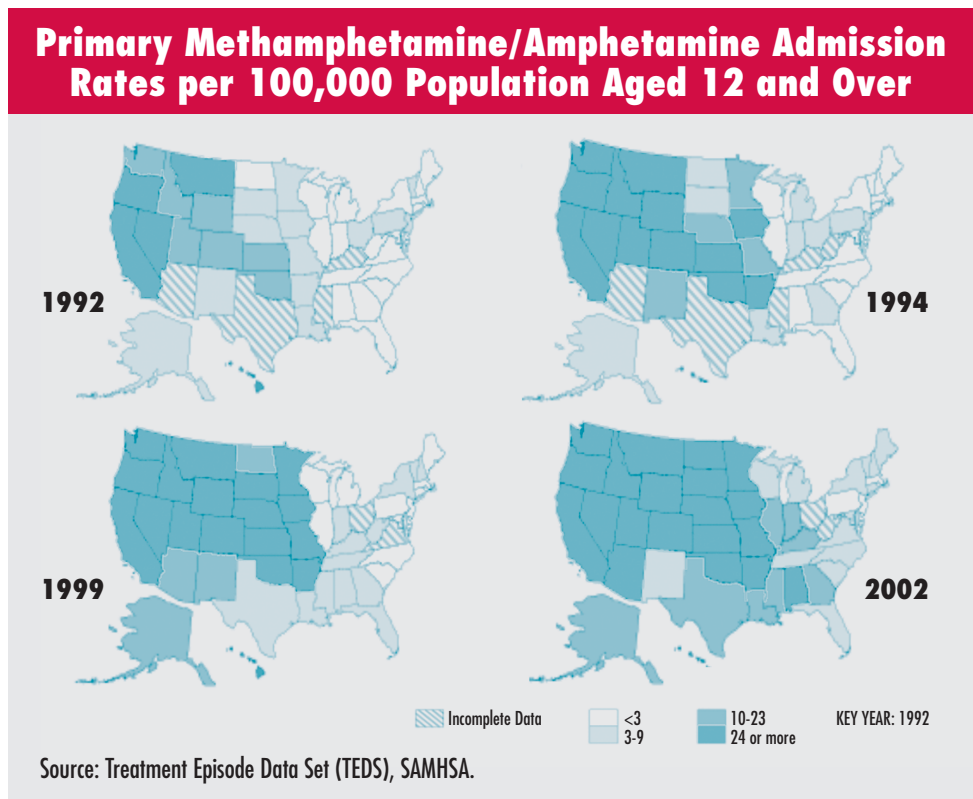 Primary Methamphetamine/Amphetamine Admission
Rates per 100,000 Population Aged 12 and Over
1992
1994
1999
2002
Incomplete Data
<3
3-9
10-23
24 or more
KEY YEAR: 1992
Source: Treatment Episode Data Set (TEDS), SAMHSA.